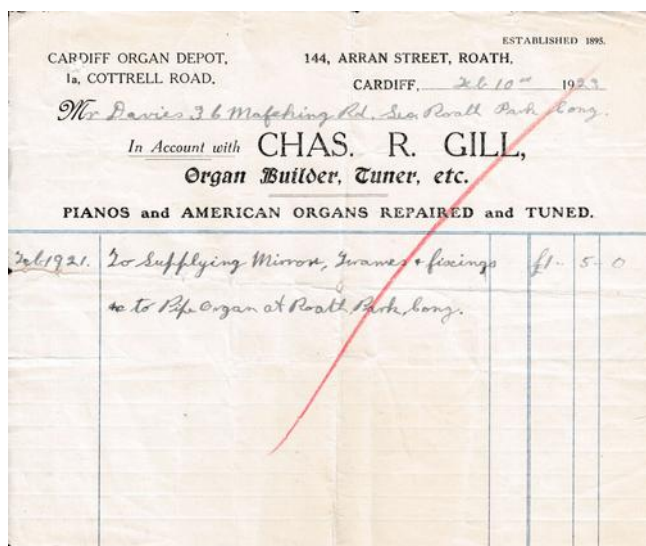 ESTABLISHED 1895.
CARDIFF ORGAN DEPOT,
1a, COTTRELL ROAD.
144, ARRAN STREET, ROATH,
CARDIFF, Feb 10th 1923
Mr Davies 36 Mafeking Rd. Sec. Roath Park Cong.
In Account with CHAS. R. GILL,
Organ Builder, Tuner, etc.
PIANOS and AMERICAN ORGANS REPAIRED and TUNED.
Feb 1921. To Supplying Mirror, Frames + fixings £1 - 5 - 0
to Pipe Organ at Roath Park, Cong.